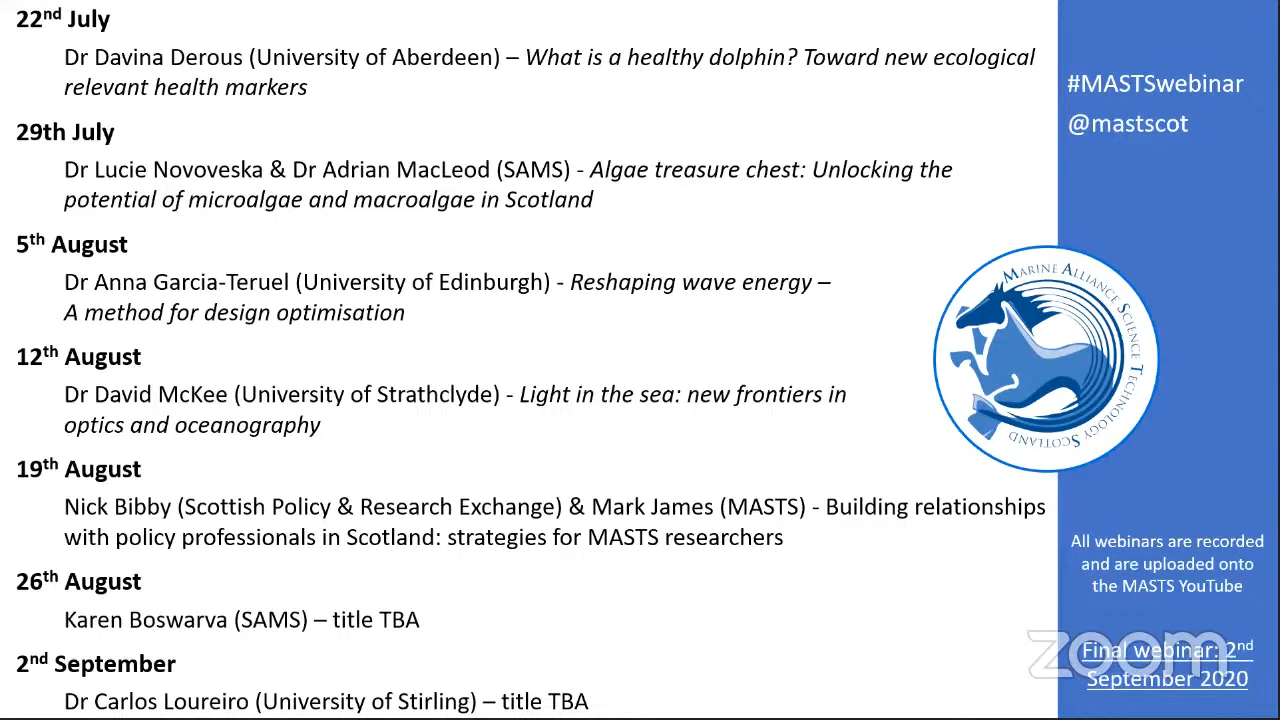 22nd July
Dr Davina Derous (University of Aberdeen) – What is a healthy dolphin? Toward new ecological
relevant health markers
29th July
Dr Lucie Novoveska & Dr Adrian MacLeod (SAMS) - Algae treasure chest: Unlocking the
potential of microalgae and macroalgae in Scotland
5th August
Dr Anna Garcia-Teruel (University of Edinburgh) - Reshaping wave energy –
A method for design optimisation
12th August
Dr David McKee (University of Strathclyde) - Light in the sea: new frontiers in
optics and oceanography
19th August
Nick Bibby (Scottish Policy & Research Exchange) & Mark James (MASTS) - Building relationships
with policy professionals in Scotland: strategies for MASTS researchers
26th August
Karen Boswarva (SAMS) – title TBA
2nd September
Dr Carlos Loureiro (University of Stirling) – title TBA
#MASTSwebinar
@mastscot
MARINE ALLIANCE SCIENCE TECHNOLOGY SCOTLAND
All webinars are recorded
and are uploaded onto
the MASTS YouTube
Final webinar: 2nd
September 2020
zoom